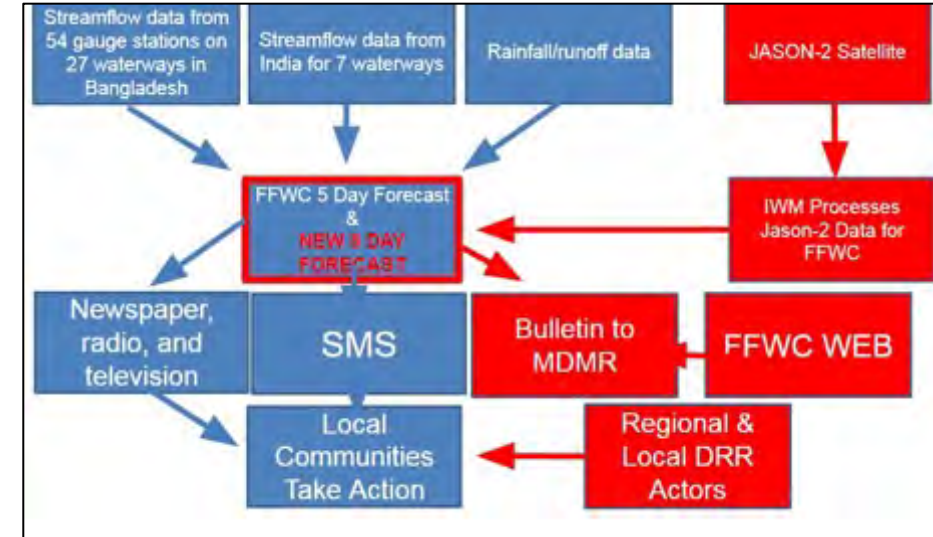 Streamflow data from
54 gauge stations on
27 waterways in
Bangladesh
Streamflow data from
India for 7 waterways
Rainfall/runoff data
JASON-2 Satellite
FFWC 5 Day Forecast
&
NEW 8 DAY
FORECAST
IWM Processes
Jason-2 Data for
FFWC
Newspaper,
radio, and
television
SMS
Bulletin to
MDMR
FFWC WEB
Local
Communities
Take Action
Regional &
Local DRR
Actors